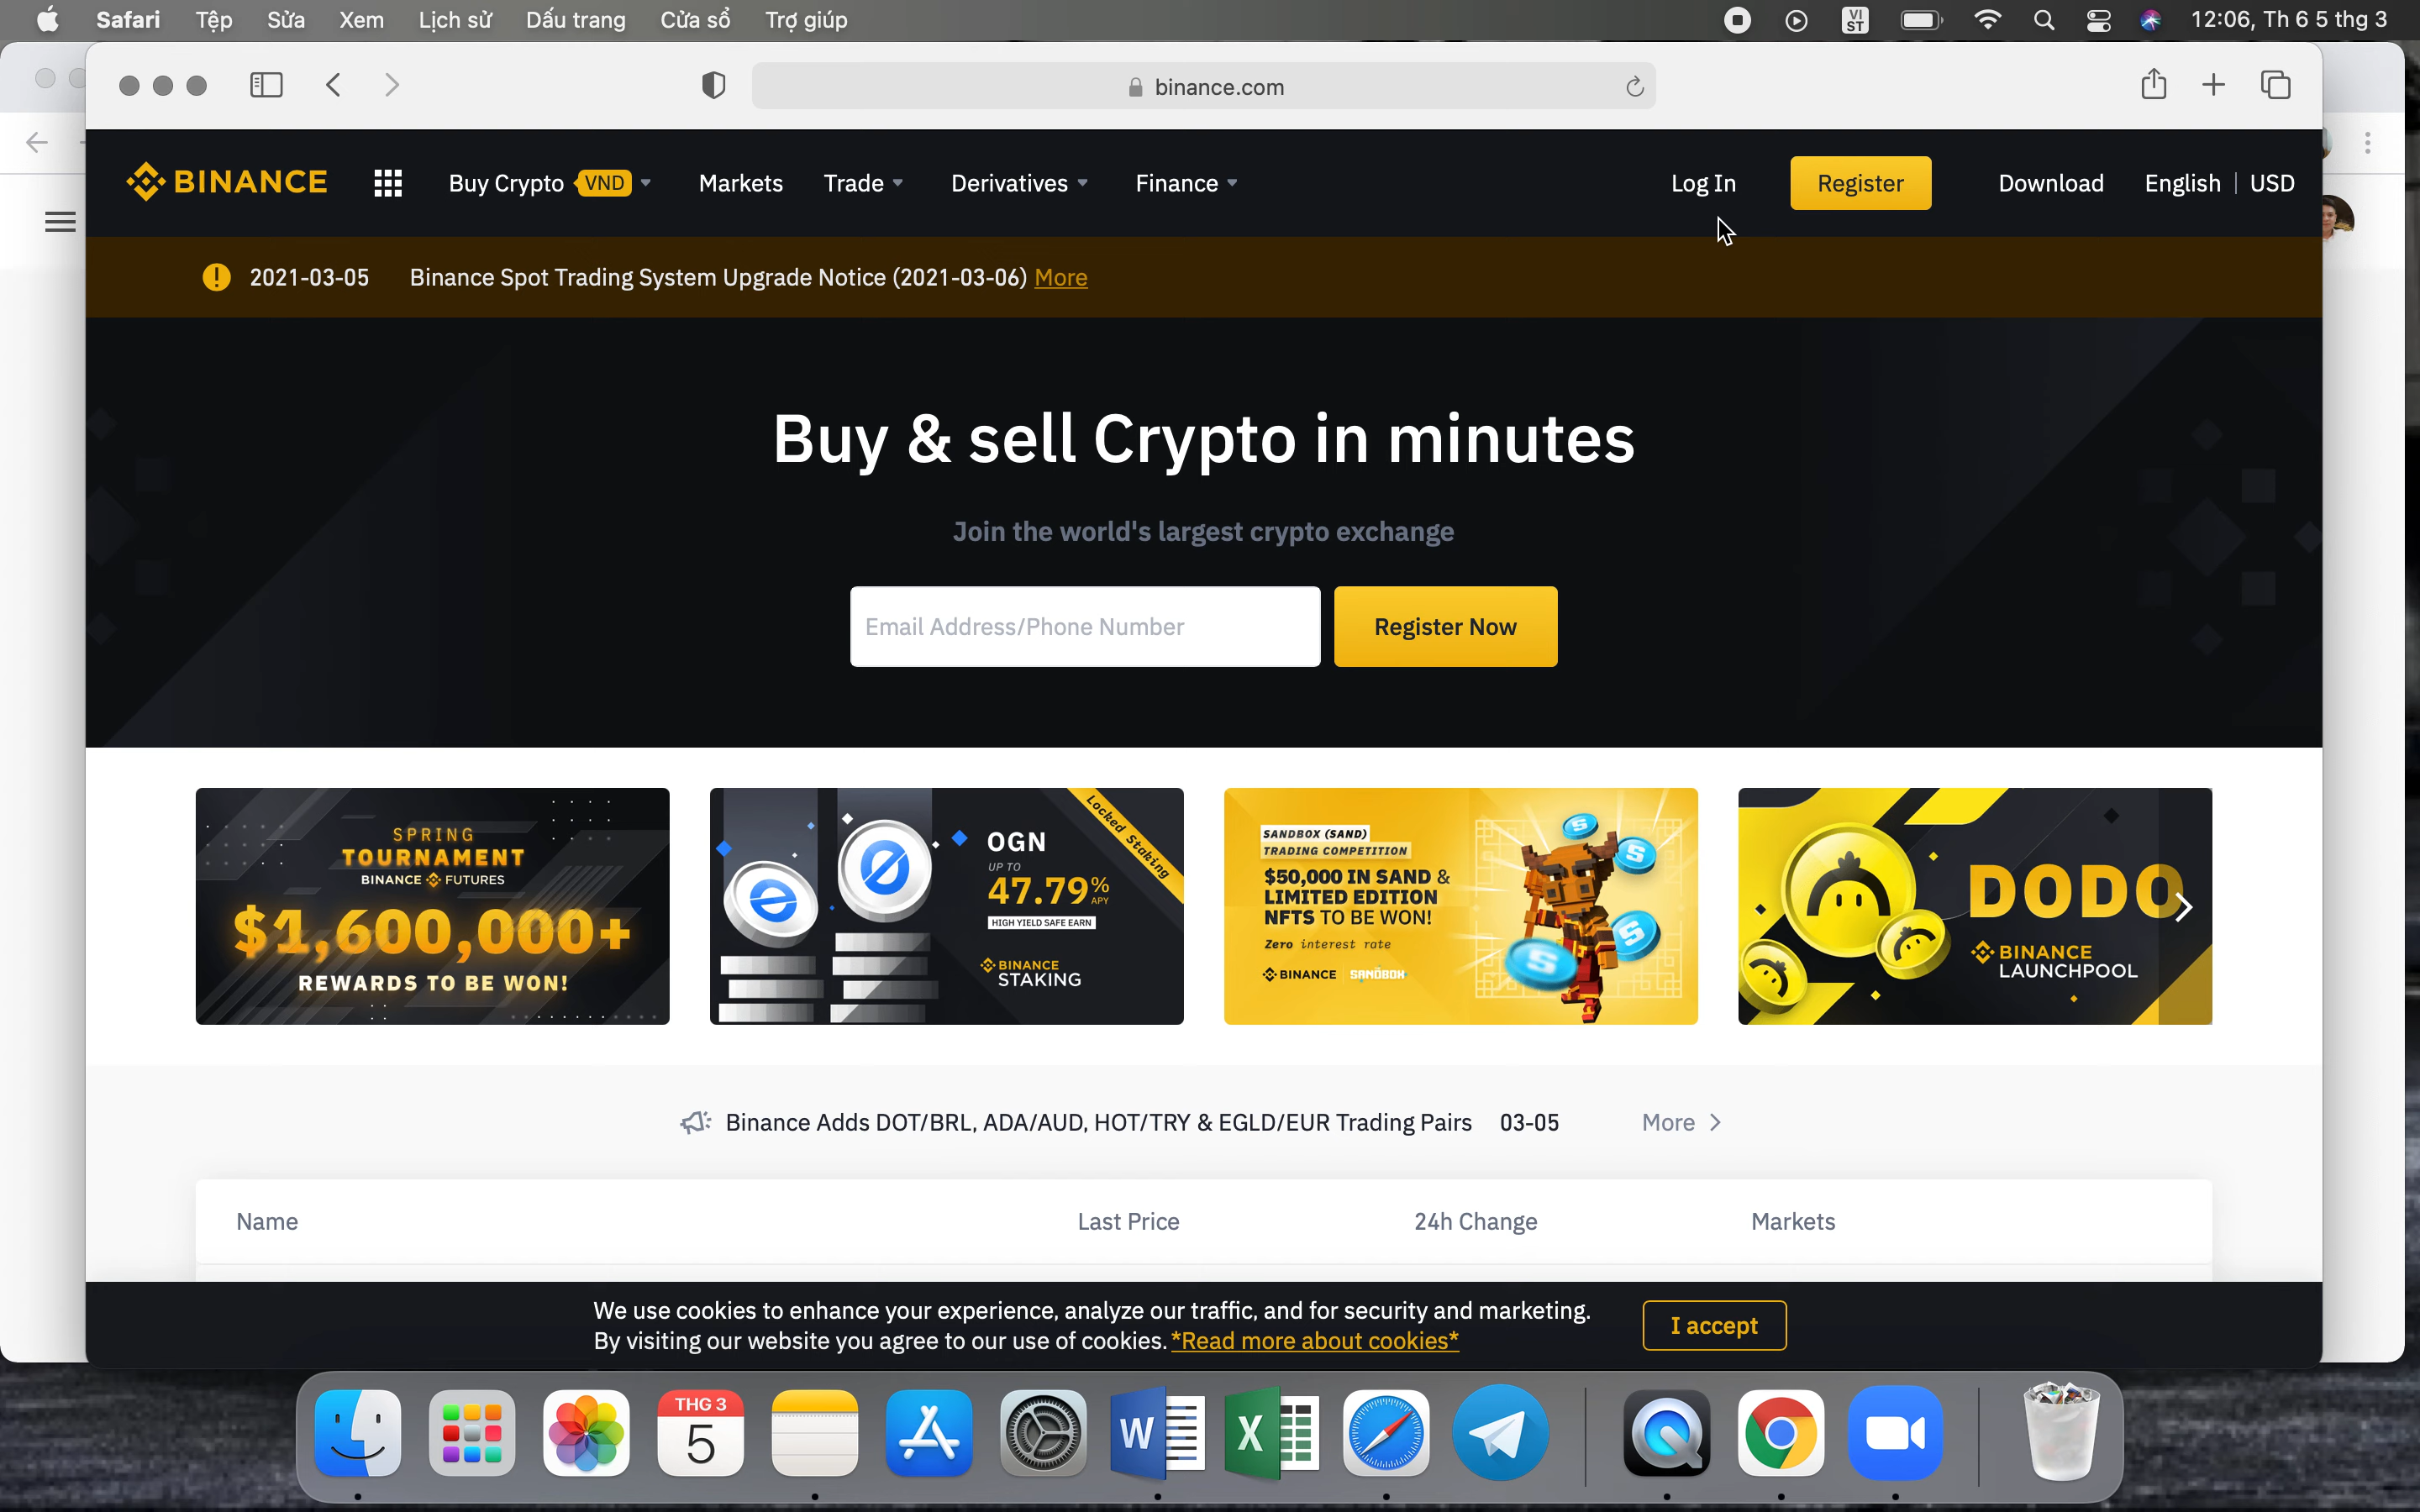 Safari Tệp Sửa Xem Lịch sử Dấu trang Cửa sổ Trợ giúp
VI
ST
12:06, Th 6 5 thg 3
binance.com
BINANCE Buy Crypto VND Markets Trade Derivatives Finance Log In Register Download English | USD
2021-03-05 Binance Spot Trading System Upgrade Notice (2021-03-06) More
Buy & sell Crypto in minutes
Join the world's largest crypto exchange
Email Address/Phone Number Register Now
SPRING
TOURNAMENT
BINANCE FUTURES
$1,600,000+
REWARDS TO BE WON!
Locked Staking
OGN
UP TO
47.79% APY
HIGH YIELD SAFE EARN
BINANCE
STAKING
SANDBOX (SAND)
TRADING COMPETITION
$50,000 IN SAND &
LIMITED EDITION
NFTS TO BE WON!
Zero interest rate
BINANCE | SANDBOX
DODO
BINANCE
LAUNCHPOOL
Binance Adds DOT/BRL, ADA/AUD, HOT/TRY & EGLD/EUR Trading Pairs 03-05 More
Name Last Price 24h Change Markets
We use cookies to enhance your experience, analyze our traffic, and for security and marketing.
By visiting our website you agree to our use of cookies. *Read more about cookies*
I accept
THG 3
5
W
X